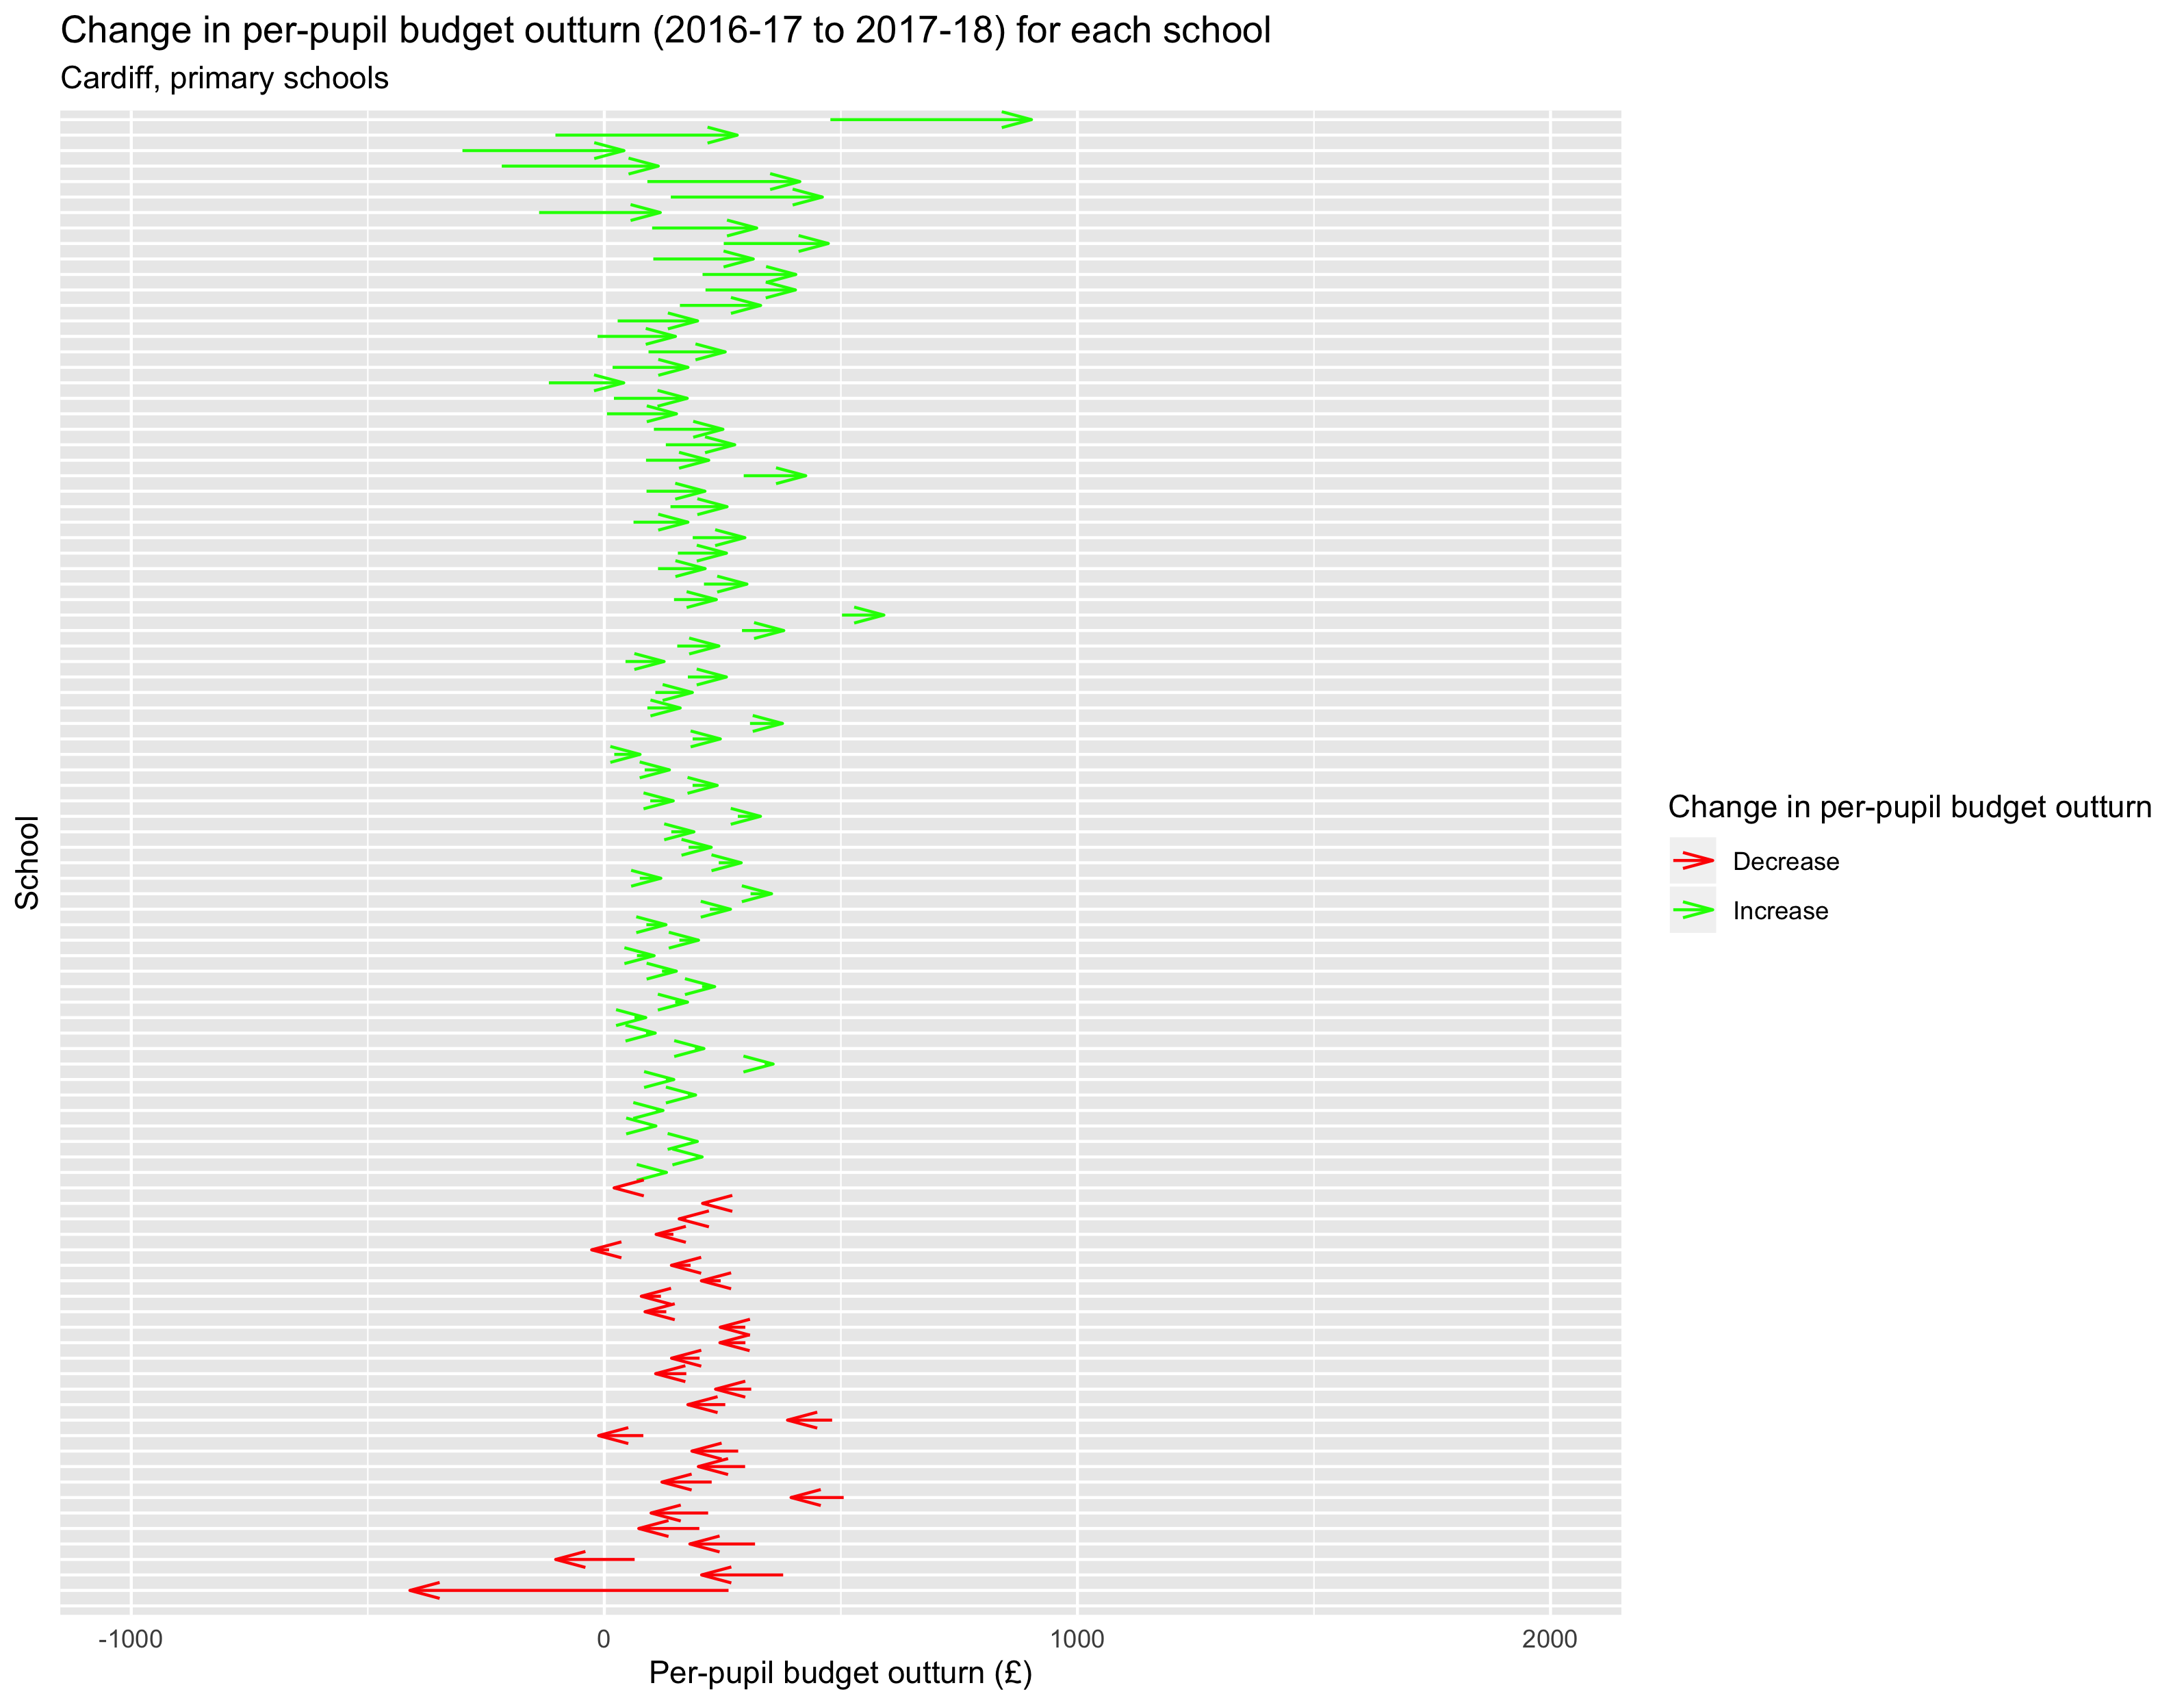 Change in per-pupil budget outturn (2016-17 to 2017-18) for each school
Cardiff, primary schools
School
Change in per-pupil budget outturn
Decrease
Increase
-1000
0
1000
2000
Per-pupil budget outturn (£)